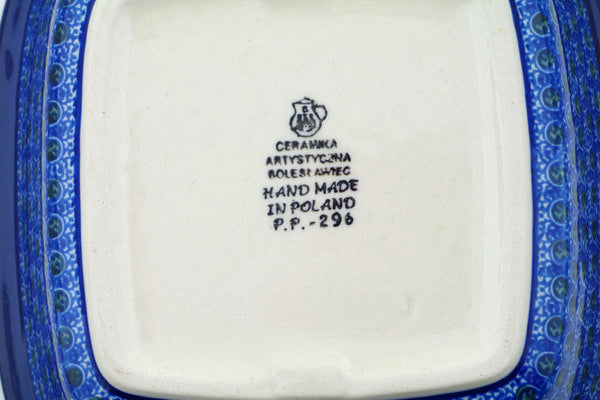 CERAMIKA
ARTYSTYCZNA
BOLESŁAWIEC
HAND MADE
IN POLAND
P.P.-296